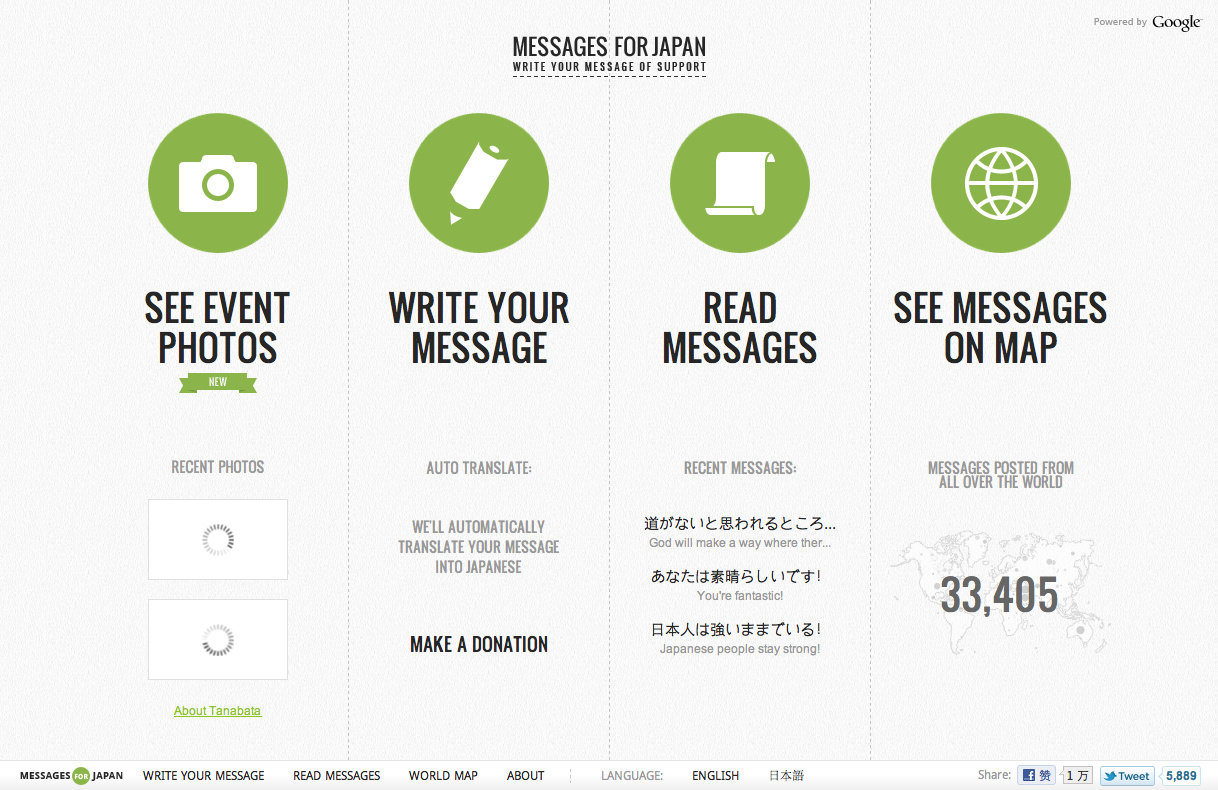 Powered by Google
MESSAGES FOR JAPAN
WRITE YOUR MESSAGE OF SUPPORT
SEE EVENT
PHOTOS
NEW
RECENT PHOTOS
About Tanabata
WRITE YOUR
MESSAGE
AUTO TRANSLATE:
WE'LL AUTOMATICALLY
TRANSLATE YOUR MESSAGE
INTO JAPANESE
MAKE A DONATION
READ
MESSAGES
RECENT MESSAGES:
道がないと思われるところ...
God will make a way where ther...
あなたは素晴らしいです!
You're fantastic!
日本人は強いままでいる!
Japanese people stay strong!
SEE MESSAGES
ON MAP
MESSAGES POSTED FROM
ALL OVER THE WORLD
33,405
MESSAGES FOR JAPAN WRITE YOUR MESSAGE READ MESSAGES WORLD MAP ABOUT LANGUAGE: ENGLISH 日本語 Share: 赞 1 万 Tweet 5,889